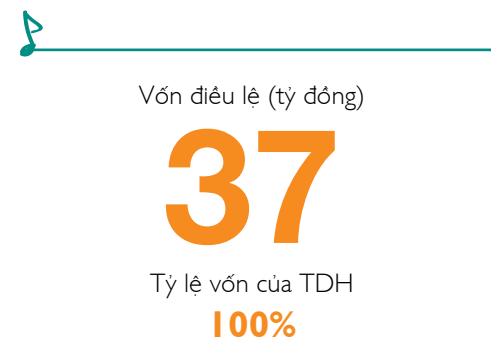 Vốn điều lệ (tỷ đồng)
37
Tỷ lệ vốn của TDH
100%